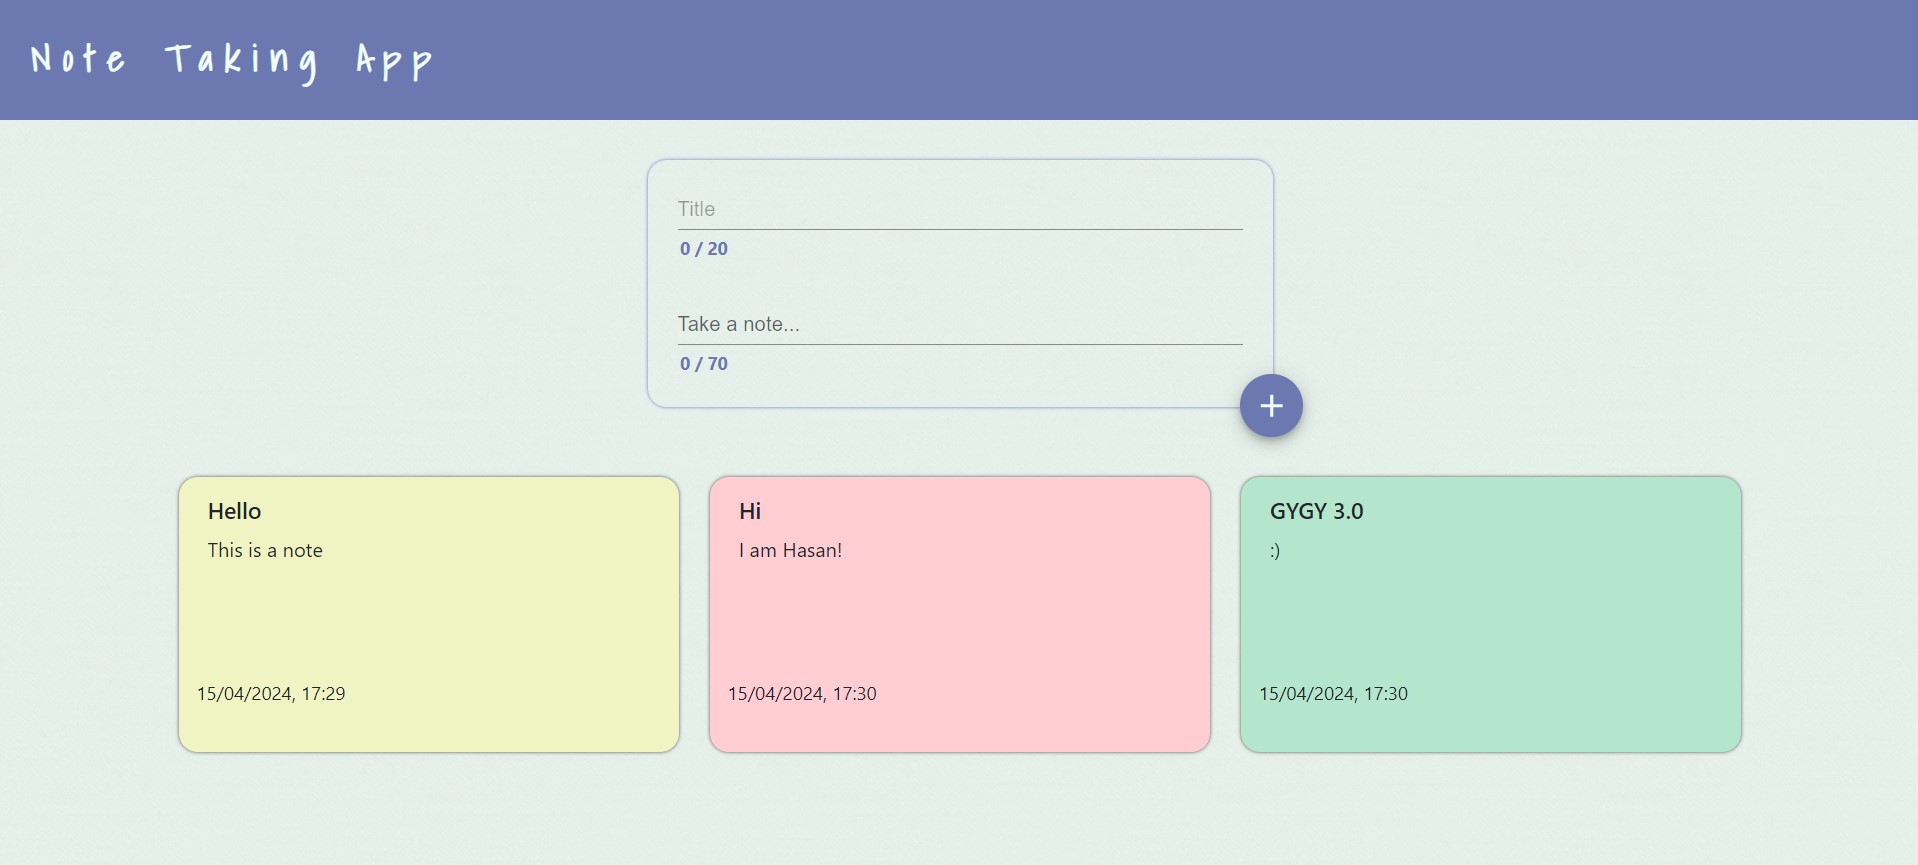 Note Taking App
Title
0 / 20
Take a note...
0 / 70
Hello
This is a note
15/04/2024, 17:29
Hi
I am Hasan!
15/04/2024, 17:30
GYGY 3.0
:)
15/04/2024, 17:30